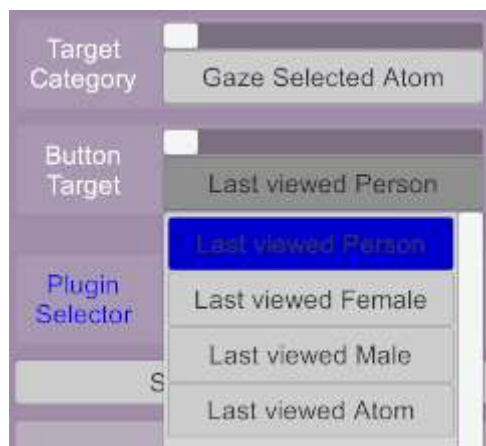 Target
Category
Gaze Selected Atom
Button
Target
Last viewed Person
Last viewed Person
Plugin
Selector
Last viewed Female
Last viewed Male
S
Last viewed Atom